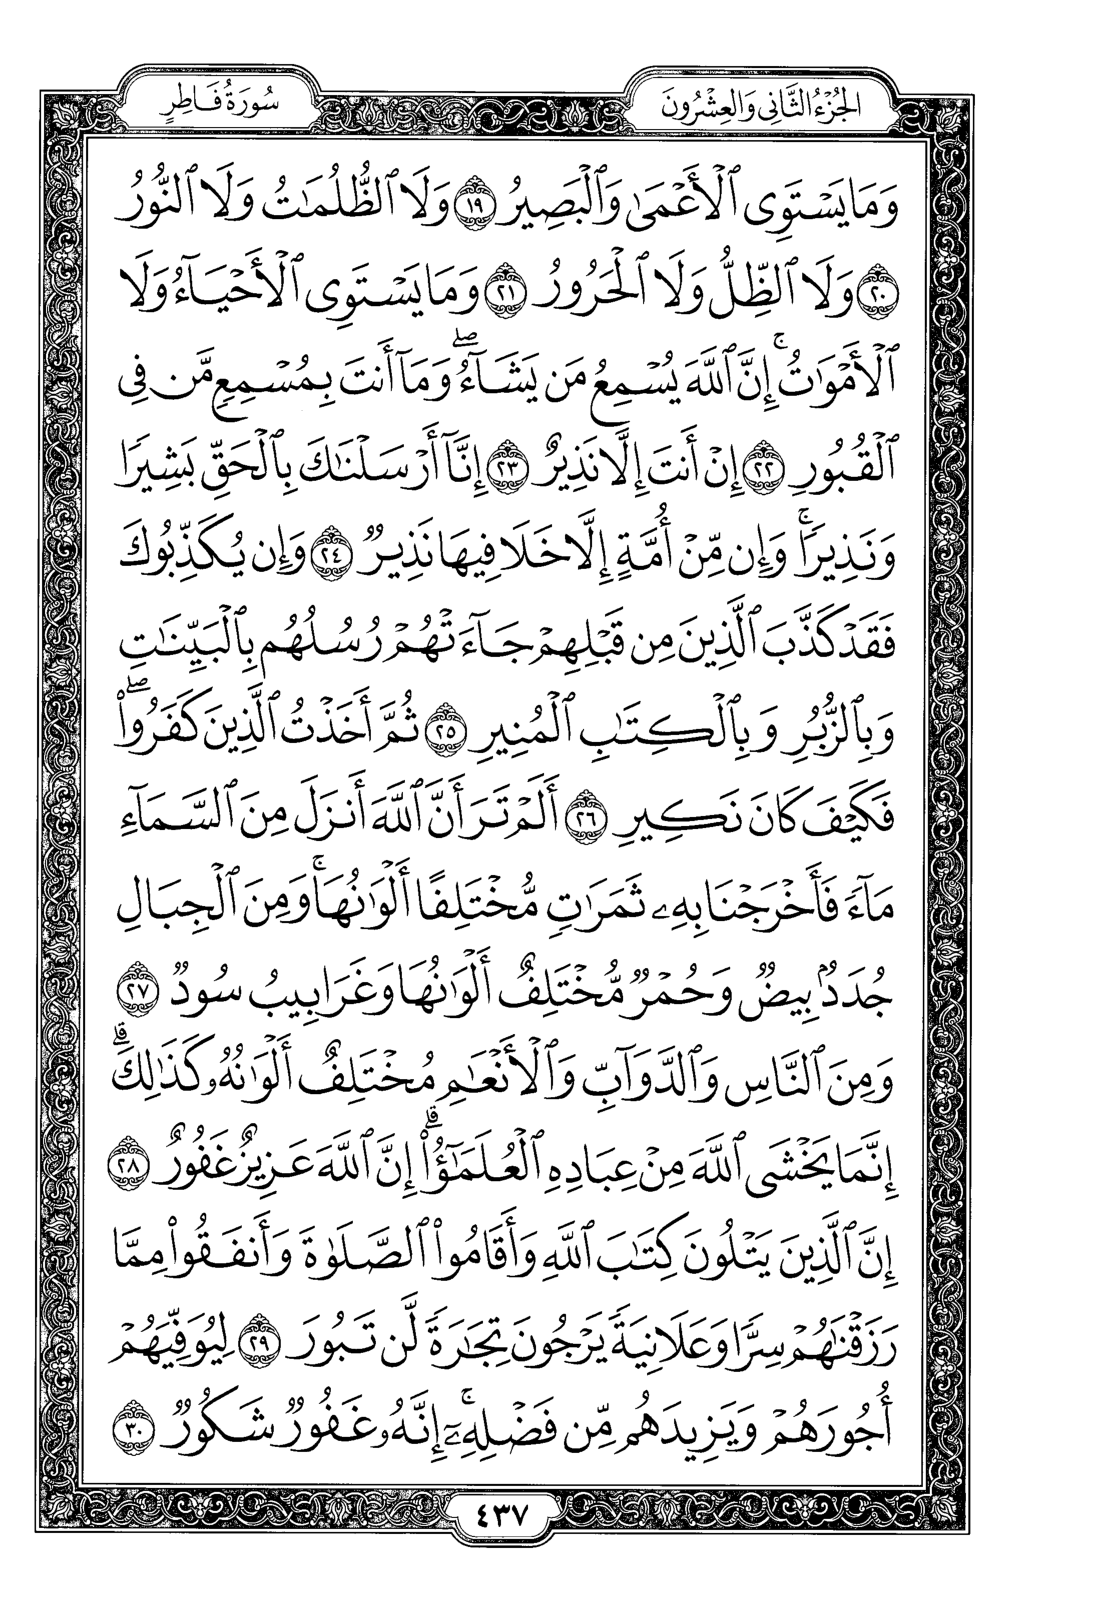 الجُزْءُ الثَّانِي وَالعِشْرُونَ
سُورَةُ فَاطِرٍ
وَمَا يَسْتَوِى ٱلْأَعْمَىٰ وَٱلْبَصِيرُ ١٩ وَلَا ٱلظُّلُمَٰتُ وَلَا ٱلنُّورُ
٢٠ وَلَا ٱلظِّلُّ وَلَا ٱلْحَرُورُ ٢١ وَمَا يَسْتَوِى ٱلْأَحْيَآءُ وَلَا
ٱلْأَمْوَٰتُۚ إِنَّ ٱللَّهَ يُسْمِعُ مَن يَشَآءُۖ وَمَآ أَنتَ بِمُسْمِعٍ مَّن فِى
ٱلْقُبُورِ ٢٢ إِنْ أَنتَ إِلَّا نَذِيرٌ ٢٣ إِنَّآ أَرْسَلْنَٰكَ بِٱلْحَقِّ بَشِيرًا
وَنَذِيرًاۚ وَإِن مِّنْ أُمَّةٍ إِلَّا خَلَا فِيهَا نَذِيرٌ ٢٤ وَإِن يُكَذِّبُوكَ
فَقَدْ كَذَّبَ ٱلَّذِينَ مِن قَبْلِهِمْ جَآءَتْهُمْ رُسُلُهُم بِٱلْبَيِّنَٰتِ
وَبِٱلزُّبُرِ وَبِٱلْكِتَٰبِ ٱلْمُنِيرِ ٢٥ ثُمَّ أَخَذْتُ ٱلَّذِينَ كَفَرُوا۟ۖ
فَكَيْفَ كَانَ نَكِيرِ ٢٦ أَلَمْ تَرَ أَنَّ ٱللَّهَ أَنزَلَ مِنَ ٱلسَّمَآءِ
مَآءً فَأَخْرَجْنَا بِهِۦ ثَمَرَٰتٍ مُّخْتَلِفًا أَلْوَٰنُهَاۚ وَمِنَ ٱلْجِبَالِ
جُدَدٌۢ بِيضٌ وَحُمْرٌ مُّخْتَلِفٌ أَلْوَٰنُهَا وَغَرَابِيبُ سُودٌ ٢٧
وَمِنَ ٱلنَّاسِ وَٱلدَّوَآبِّ وَٱلْأَنْعَٰمِ مُخْتَلِفٌ أَلْوَٰنُهُۥ كَذَٰلِكَۗ
إِنَّمَا يَخْشَى ٱللَّهَ مِنْ عِبَادِهِ ٱلْعُلَمَٰٓؤُا۟ۗ إِنَّ ٱللَّهَ عَزِيزٌ غَفُورٌ ٢٨
إِنَّ ٱلَّذِينَ يَتْلُونَ كِتَٰبَ ٱللَّهِ وَأَقَامُوا۟ ٱلصَّلَوٰةَ وَأَنفَقُوا۟ مِمَّا
رَزَقْنَٰهُمْ سِرًّا وَعَلَانِيَةً يَرْجُونَ تِجَٰرَةً لَّن تَبُورَ ٢٩ لِيُوَفِّيَهُمْ
أُجُورَهُمْ وَيَزِيدَهُم مِّن فَضْلِهِۦٓۚ إِنَّهُۥ غَفُورٌ شَكُورٌ ٣٠
٤٣٧